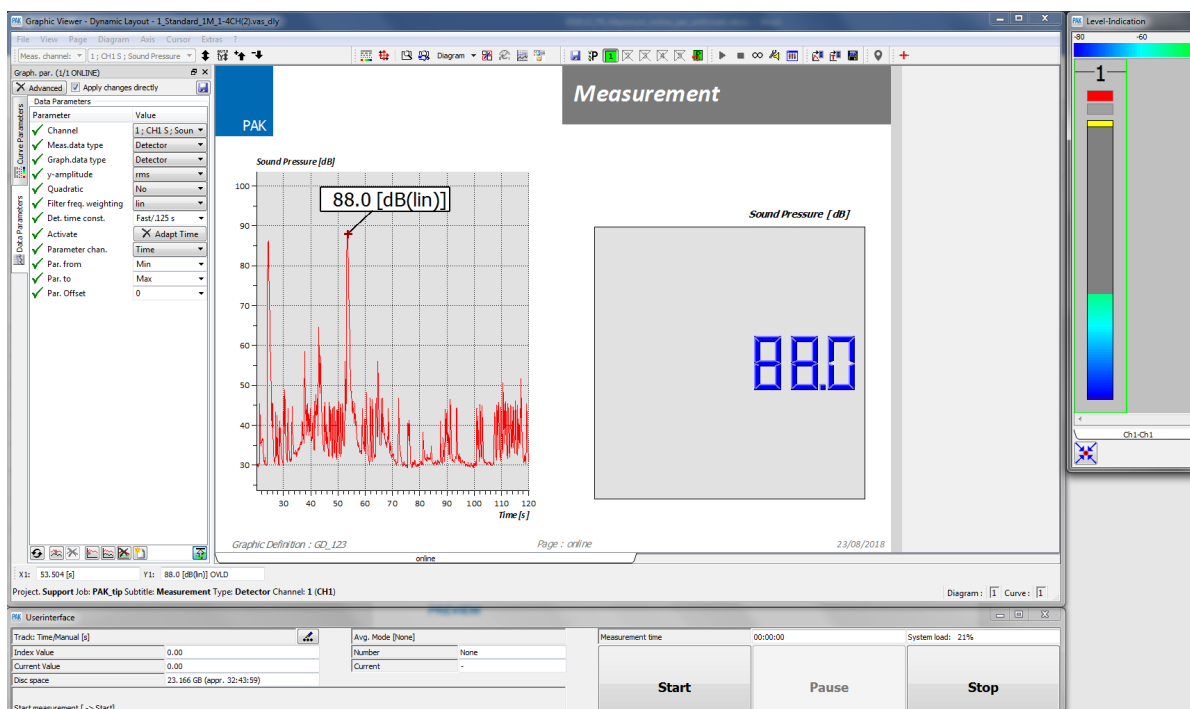 PAK Graphic Viewer - Dynamic Layout - 1_Standard_1M_1-4CH(2).vas_dly
File View Page Diagram Axis Cursor Extras ?
Meas. channel: 1 ; CH1 S ; Sound Pressure
Diagram
Graph. par. (1/1 ONLINE)
Advanced Apply changes directly
Data Parameters
Parameter Value
Channel 1 ; CH1 S ; Soun
Meas.data type Detector
Graph.data type Detector
y-amplitude rms
Quadratic No
Filter freq. weighting lin
Det. time const. Fast/.125 s
Activate Adapt Time
Parameter chan. Time
Par. from Min
Par. to Max
Par. Offset 0
Curve Parameters
Data Parameters
PAK
Measurement
Sound Pressure [dB]
88.0 [dB(lin)]
100
90
80
70
60
50
40
30
30 40 50 60 70 80 90 100 110 120
Time [s]
Sound Pressure [dB]
88.0
Graphic Definition : GD_123
Page : online
23/08/2018
online
X1: 53.504 [s] Y1: 88.0 [dB(lin)] OVLD
Project. Support Job: PAK_tip Subtitle: Measurement Type: Detector Channel: 1 (CH1)
Diagram : 1 Curve : 1
PAK Level-Indication
-80 -60
1
Ch1-Ch1
PREVIEW
PAK Userinterface
Track: Time/Manual [s]
Index Value 0.00
Current Value 0.00
Disc space 23.166 GB (appr. 32:43:59)
Start measurement [ -> Start]
Avg. Mode [None]
Number None
Current -
Measurement time 00:00:00 System load: 21%
Start Pause Stop